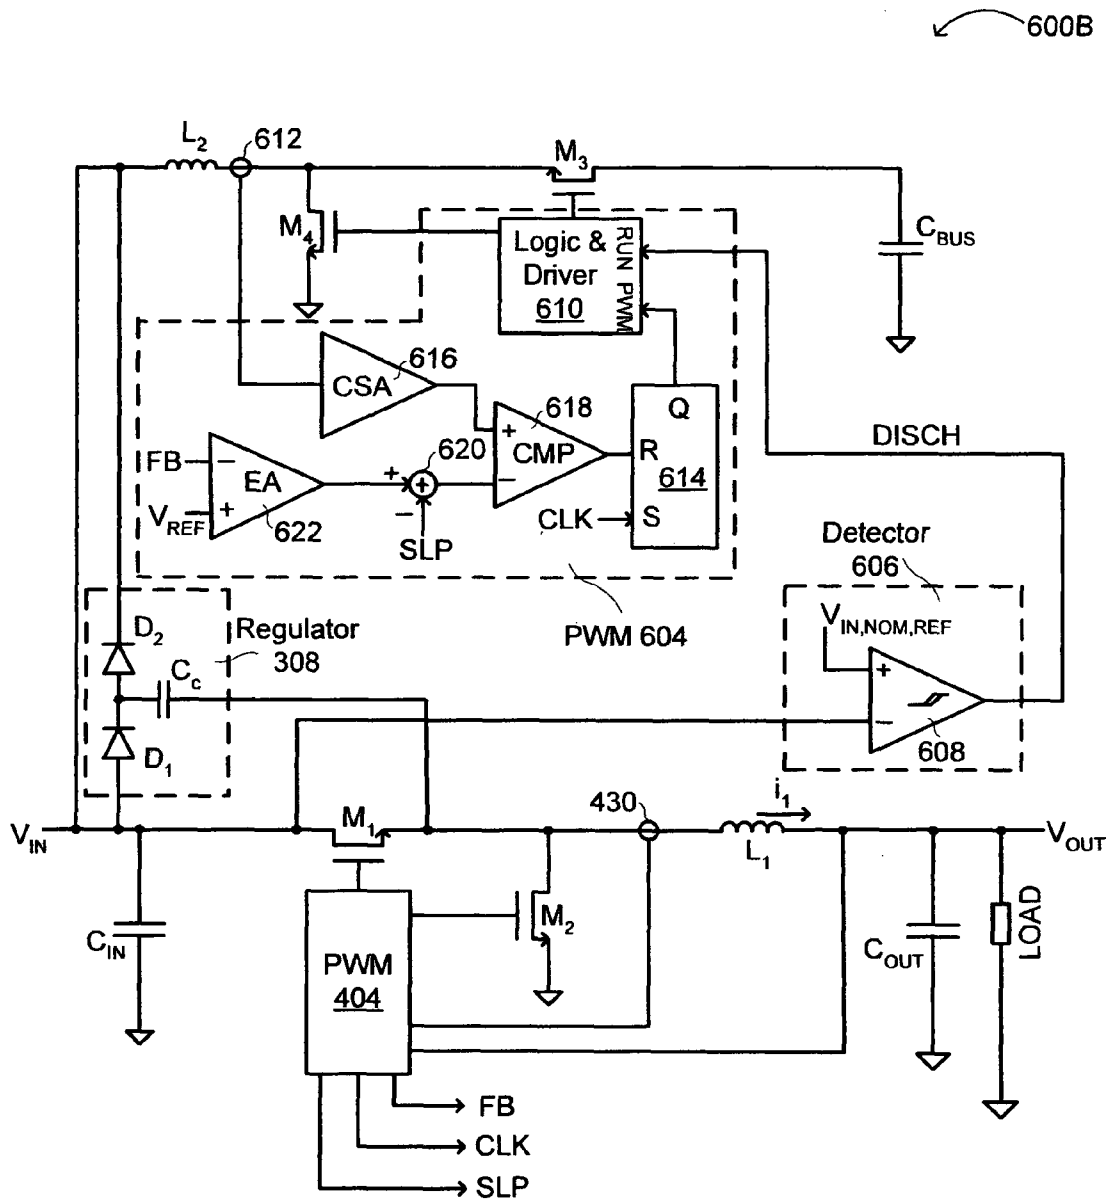 600B
L2
612
M3
M4
Logic &
Driver
610
RUN PWM
CBUS
CSA
616
618
CMP
620
FB
EA
VREF
622
SLP
Q
R
614
CLK
S
DISCH
Detector
606
PWM 604
VIN,NOM,REF
608
D2
Regulator
308
Cc
D1
VIN
M1
430
i1
L1
VOUT
CIN
M2
PWM
404
COUT
LOAD
FB
CLK
SLP